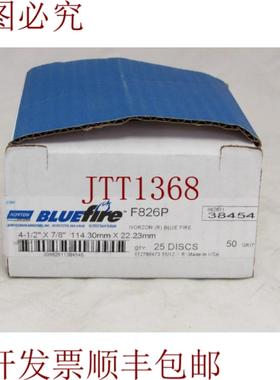 图必究
JTT1368
NORTON
BLUEfire
F826P
NORZON (R) BLUE FIRE
38454
4-1/2" X 7/8" 114.30mm X 22.23mm
QTY: 25 DISCS
50 GRIT
Made in USA
开发票顺丰包邮